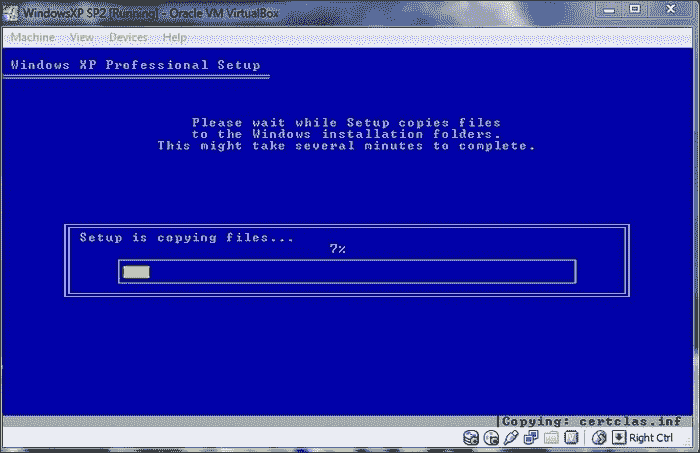 WindowsXP SP2 [Running] - Oracle VM VirtualBox
Machine View Devices Help
Windows XP Professional Setup
Please wait while Setup copies files
to the Windows installation folders.
This might take several minutes to complete.
Setup is copying files...
7%
Copying: certclas.inf
Right Ctrl